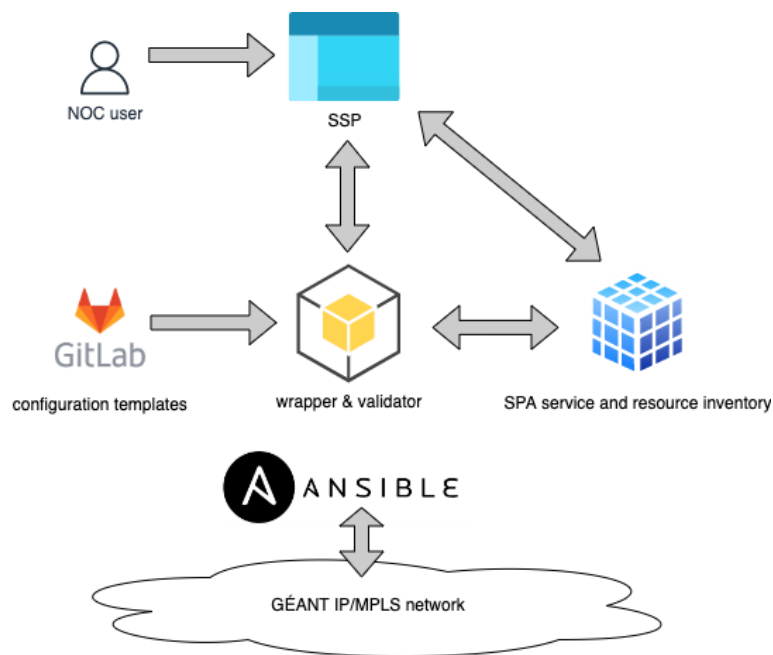 NOC user
SSP
GitLab
configuration templates
wrapper & validator
SPA service and resource inventory
ANSIBLE
GÉANT IP/MPLS network